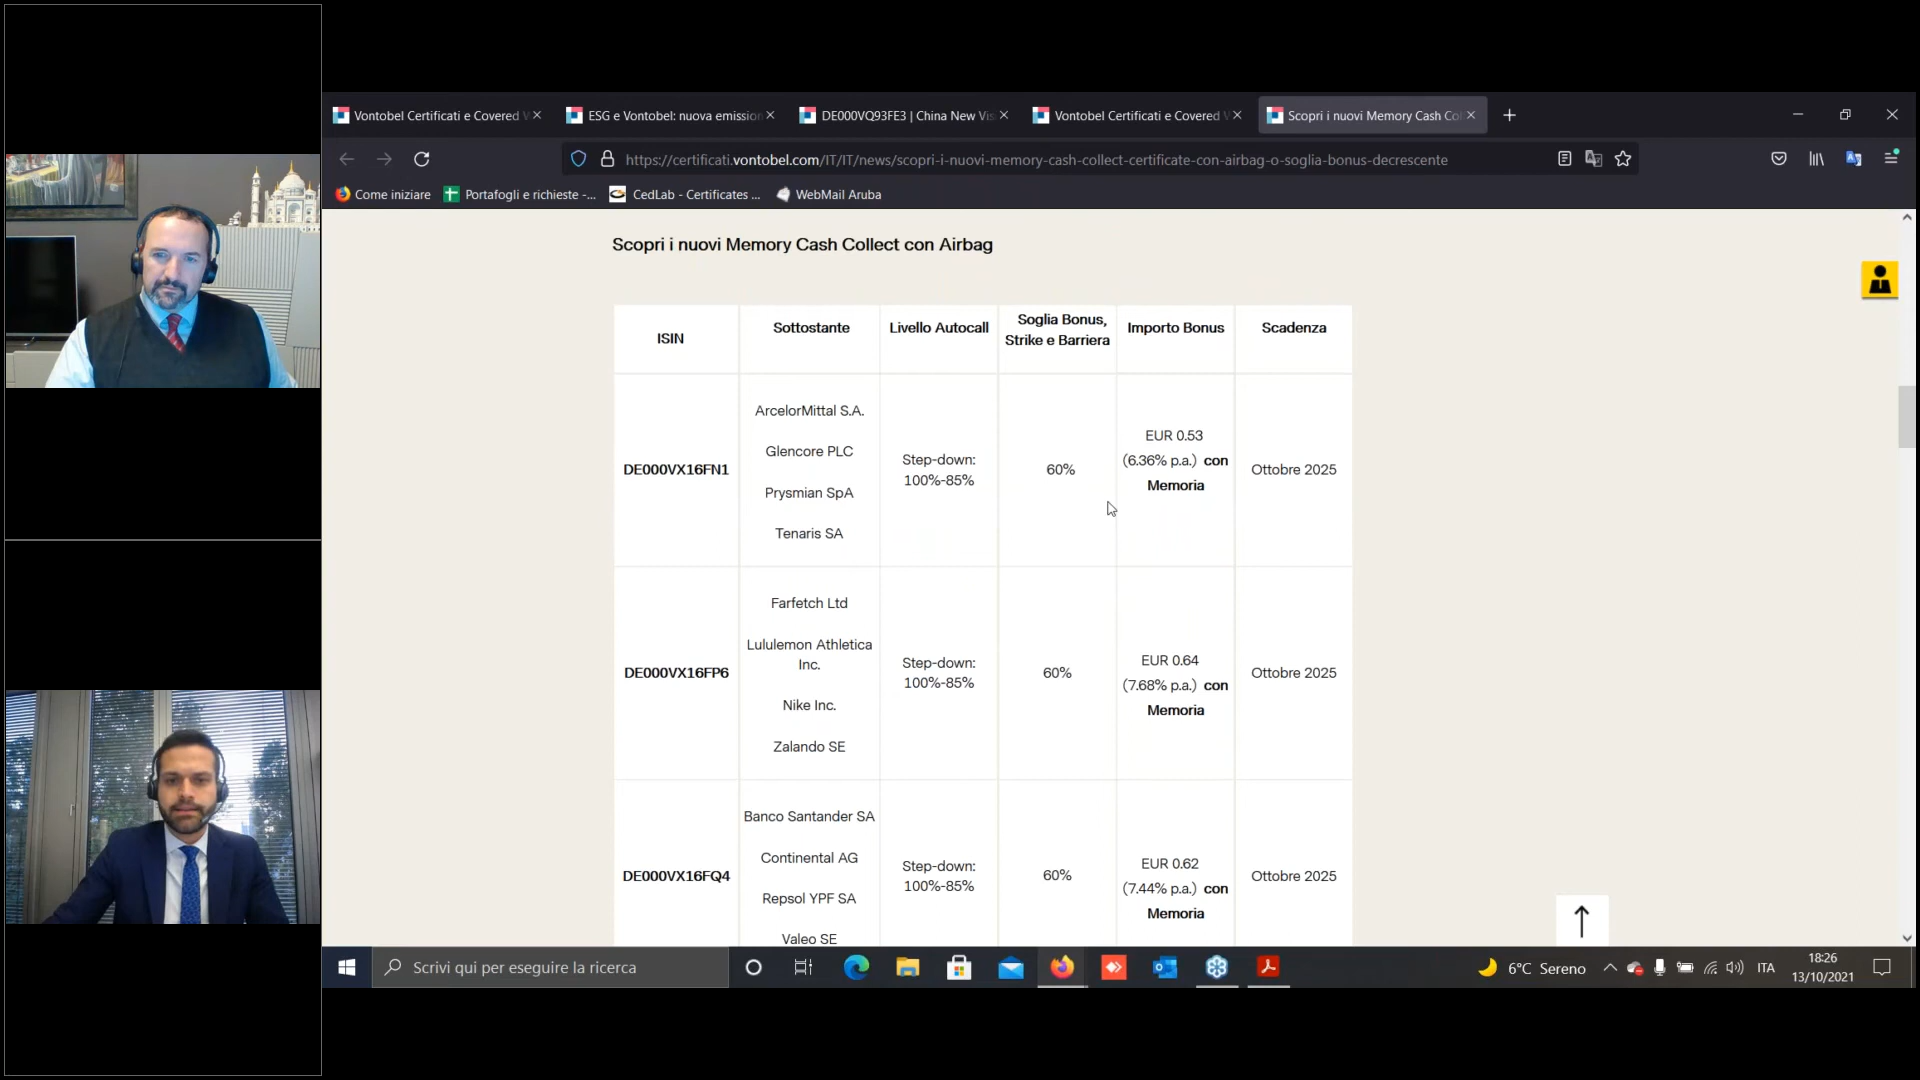 Vontobel Certificati e Covered W
ESG e Vontobel: nuova emission
DE000VQ93FE3 | China New Vis
Vontobel Certificati e Covered W
Scopri i nuovi Memory Cash Col
https://certificati.vontobel.com/IT/IT/news/scopri-i-nuovi-memory-cash-collect-certificate-con-airbag-o-soglia-bonus-decrescente
Come iniziare
Portafogli e richieste -...
CedLab - Certificates ...
WebMail Aruba
Scopri i nuovi Memory Cash Collect con Airbag
ISIN
Sottostante
Livello Autocall
Soglia Bonus,
Strike e Barriera
Importo Bonus
Scadenza
DE000VX16FN1
ArcelorMittal S.A.
Glencore PLC
Prysmian SpA
Tenaris SA
Step-down:
100%-85%
60%
EUR 0.53
(6.36% p.a.) con
Memoria
Ottobre 2025
DE000VX16FP6
Farfetch Ltd
Lululemon Athletica
Inc.
Nike Inc.
Zalando SE
Step-down:
100%-85%
60%
EUR 0.64
(7.68% p.a.) con
Memoria
Ottobre 2025
DE000VX16FQ4
Banco Santander SA
Continental AG
Repsol YPF SA
Valeo SE
Step-down:
100%-85%
60%
EUR 0.62
(7.44% p.a.) con
Memoria
Ottobre 2025
Scrivi qui per eseguire la ricerca
6°C Sereno
ITA
18:26
13/10/2021